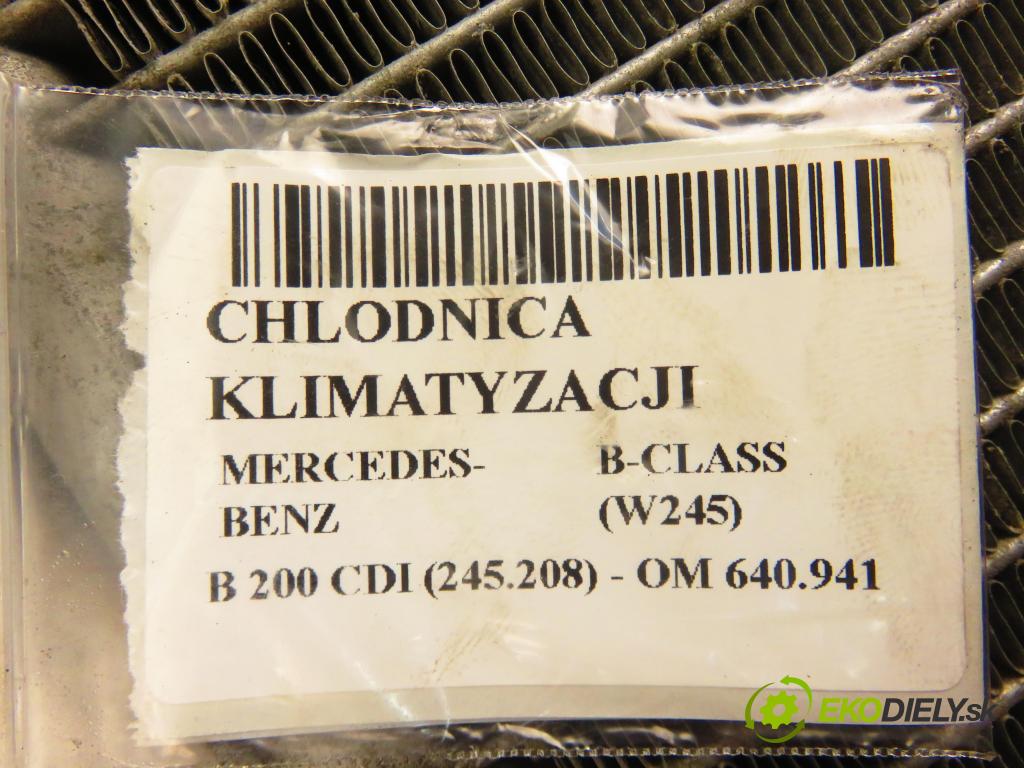 CHLODNICA
KLIMATYZACJI
MERCEDES- B-CLASS
BENZ (W245)
B 200 CDI (245.208) - OM 640.941
EKODIELY.sk